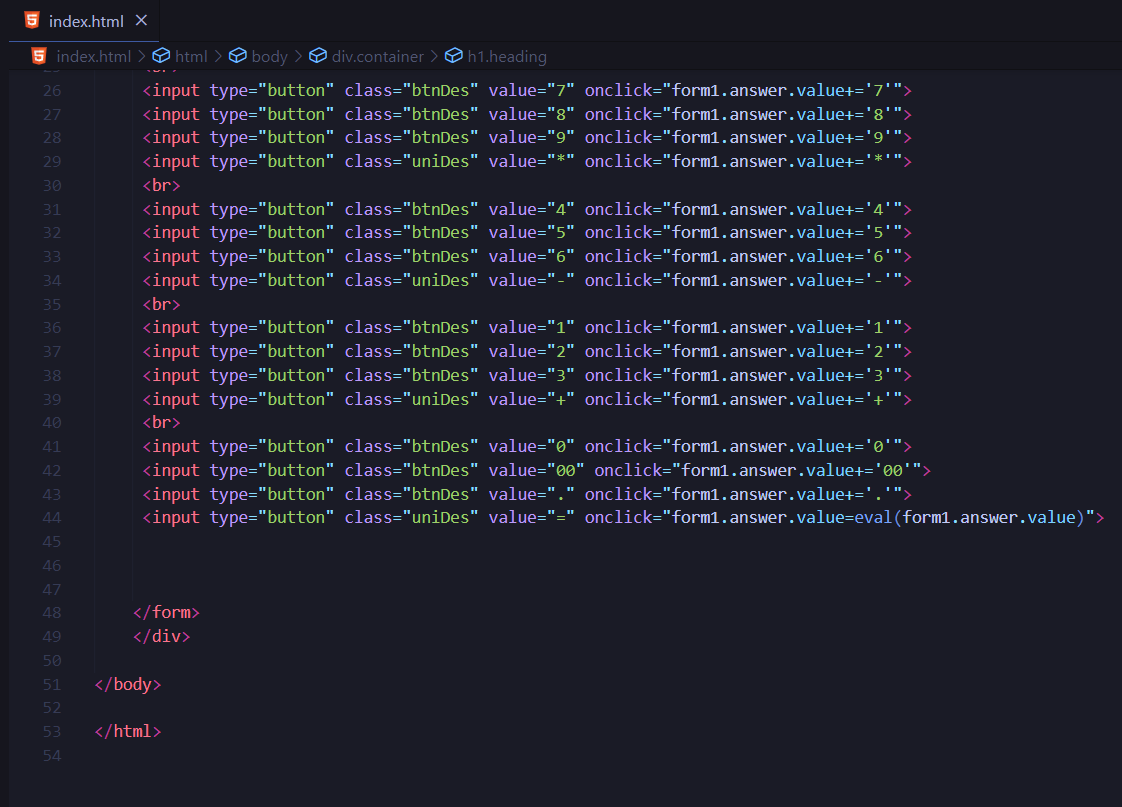 index.html
index.html > html > body > div.container > h1.heading
26 <input type="button" class="btnDes" value="7" onclick="form1.answer.value+='7'">
27 <input type="button" class="btnDes" value="8" onclick="form1.answer.value+='8'">
28 <input type="button" class="btnDes" value="9" onclick="form1.answer.value+='9'">
29 <input type="button" class="uniDes" value="*" onclick="form1.answer.value+='*'">
30 <br>
31 <input type="button" class="btnDes" value="4" onclick="form1.answer.value+='4'">
32 <input type="button" class="btnDes" value="5" onclick="form1.answer.value+='5'">
33 <input type="button" class="btnDes" value="6" onclick="form1.answer.value+='6'">
34 <input type="button" class="uniDes" value="-" onclick="form1.answer.value+='-'">
35 <br>
36 <input type="button" class="btnDes" value="1" onclick="form1.answer.value+='1'">
37 <input type="button" class="btnDes" value="2" onclick="form1.answer.value+='2'">
38 <input type="button" class="btnDes" value="3" onclick="form1.answer.value+='3'">
39 <input type="button" class="uniDes" value="+" onclick="form1.answer.value+='+'">
40 <br>
41 <input type="button" class="btnDes" value="0" onclick="form1.answer.value+='0'">
42 <input type="button" class="btnDes" value="00" onclick="form1.answer.value+='00'">
43 <input type="button" class="btnDes" value="." onclick="form1.answer.value+='.'">
44 <input type="button" class="uniDes" value="=" onclick="form1.answer.value=eval(form1.answer.value)">
45
46
47
48 </form>
49 </div>
50
51 </body>
52
53 </html>
54